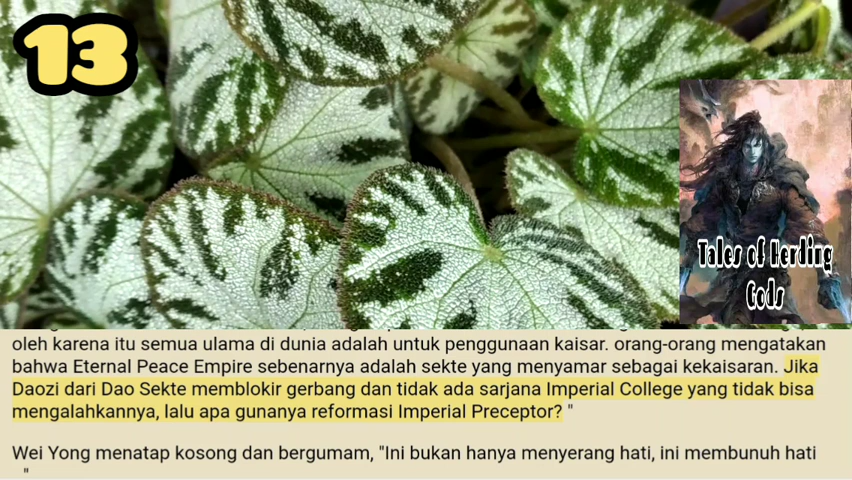 13
Tales of Herding
Gods
oleh karena itu semua ulama di dunia adalah untuk penggunaan kaisar. orang-orang mengatakan
bahwa Eternal Peace Empire sebenarnya adalah sekte yang menyamar sebagai kekaisaran. Jika
Daozi dari Dao Sekte memblokir gerbang dan tidak ada sarjana Imperial College yang tidak bisa
mengalahkannya, lalu apa gunanya reformasi Imperial Preceptor? "
Wei Yong menatap kosong dan bergumam, "Ini bukan hanya menyerang hati, ini membunuh hati
"